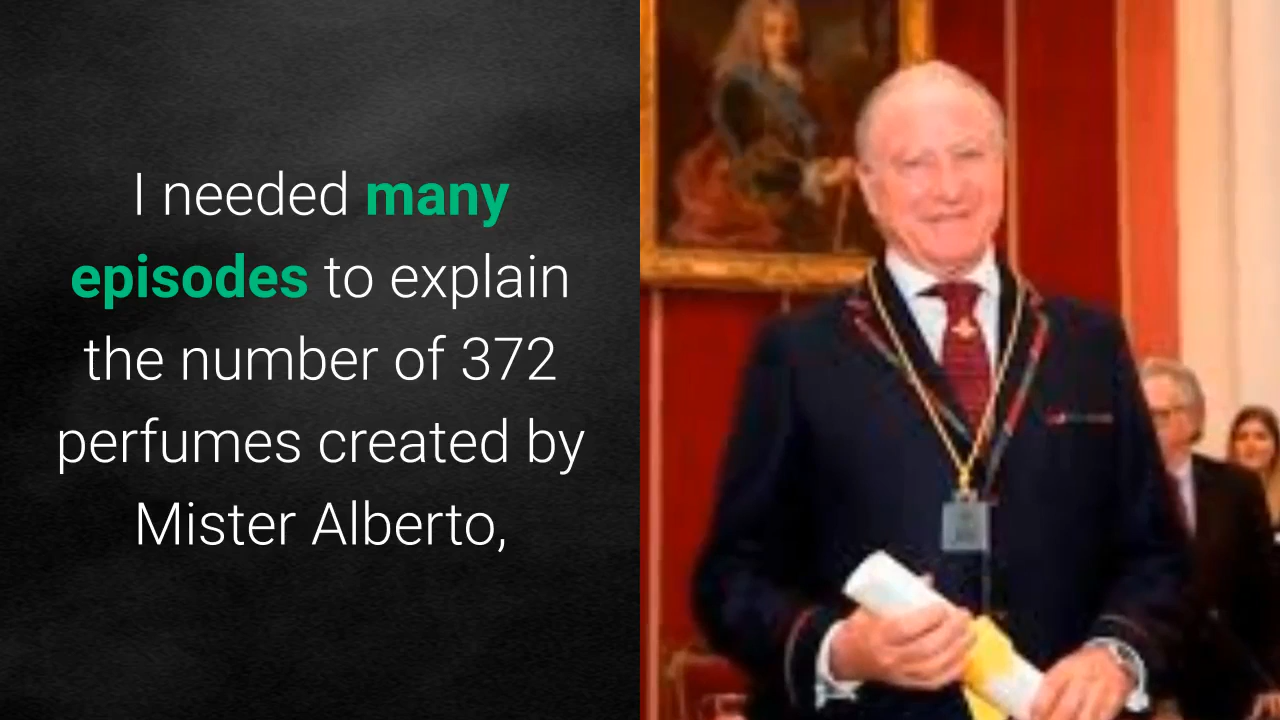 I needed many
episodes to explain
the number of 372
perfumes created by
Mister Alberto,